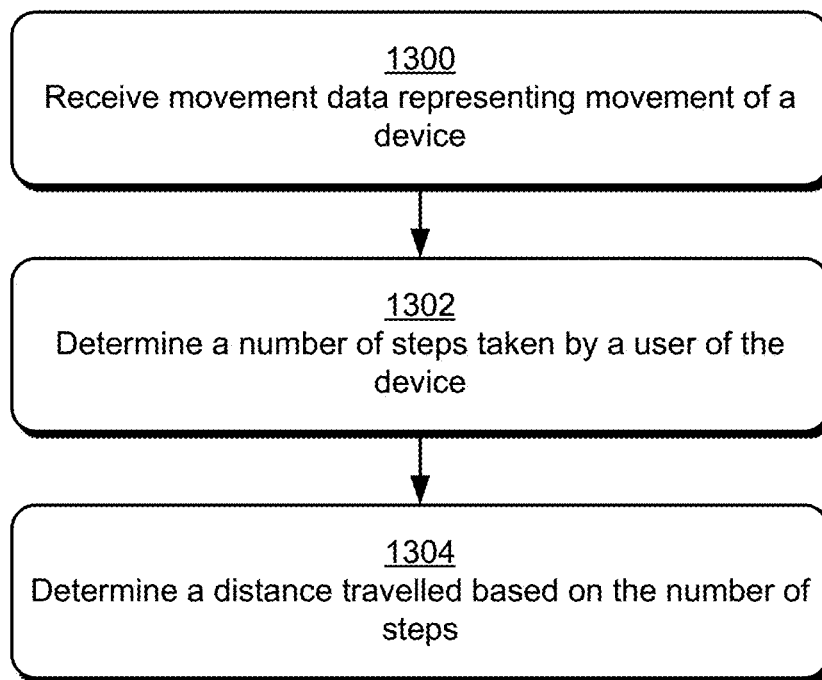 1300
Receive movement data representing movement of a
device
1302
Determine a number of steps taken by a user of the
device
1304
Determine a distance travelled based on the number of
steps